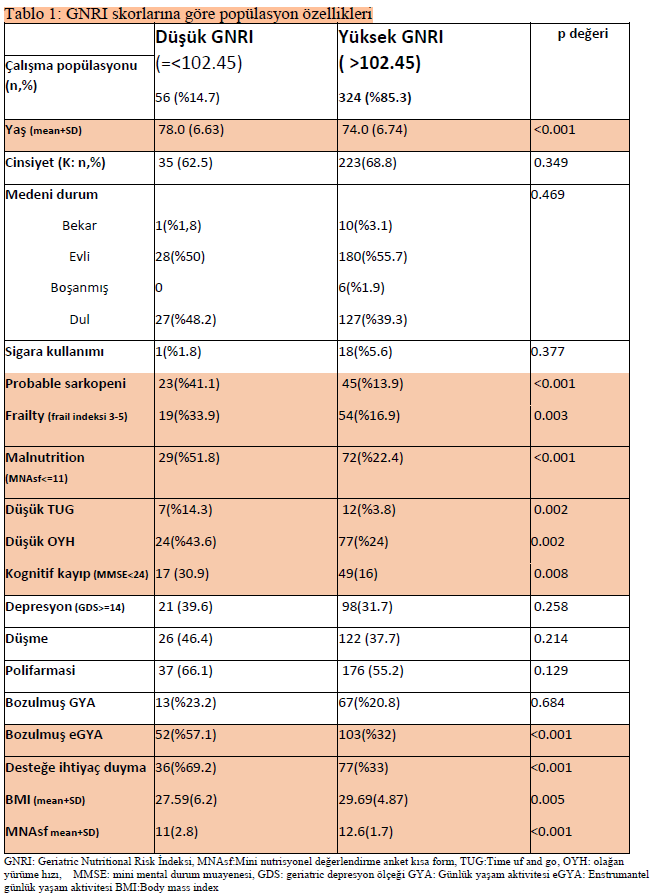 Tablo 1: GNRI skorlarına göre popülasyon özellikleri
Düşük GNRI Yüksek GNRI p değeri
Çalışma popülasyonu (=<102.45) ( >102.45)
(n,%) 56 (%14.7) 324 (%85.3)
Yaş (mean+SD) 78.0 (6.63) 74.0 (6.74) <0.001
Cinsiyet (K: n,%) 35 (62.5) 223(68.8) 0.349
Medeni durum 0.469
Bekar 1(%1,8) 10(%3.1)
Evli 28(%50) 180(%55.7)
Boşanmış 0 6(%1.9)
Dul 27(%48.2) 127(%39.3)
Sigara kullanımı 1(%1.8) 18(%5.6) 0.377
Probable sarkopeni 23(%41.1) 45(%13.9) <0.001
Frailty (frail indeksi 3-5) 19(%33.9) 54(%16.9) 0.003
Malnutrition 29(%51.8) 72(%22.4) <0.001
(MNAsf<=11)
Düşük TUG 7(%14.3) 12(%3.8) 0.002
Düşük OYH 24(%43.6) 77(%24) 0.002
Kognitif kayıp (MMSE<24) 17 (30.9) 49(16) 0.008
Depresyon (GDS>=14) 21 (39.6) 98(31.7) 0.258
Düşme 26 (46.4) 122 (37.7) 0.214
Polifarmasi 37 (66.1) 176 (55.2) 0.129
Bozulmuş GYA 13(%23.2) 67(%20.8) 0.684
Bozulmuş eGYA 52(%57.1) 103(%32) <0.001
Desteğe ihtiyaç duyma 36(%69.2) 77(%33) <0.001
BMI (mean+SD) 27.59(6.2) 29.69(4.87) 0.005
MNAsf mean+SD) 11(2.8) 12.6(1.7) <0.001
GNRI: Geriatric Nutritional Risk İndeksi, MNAsf:Mini nutrisyonel değerlendirme anket kısa form, TUG:Time uf and go, OYH: olağan
yürüme hızı, MMSE: mini mental durum muayenesi, GDS: geriatric depresyon ölçeği GYA: Günlük yaşam aktivitesi eGYA: Enstrumantel
günlük yaşam aktivitesi BMI:Body mass index